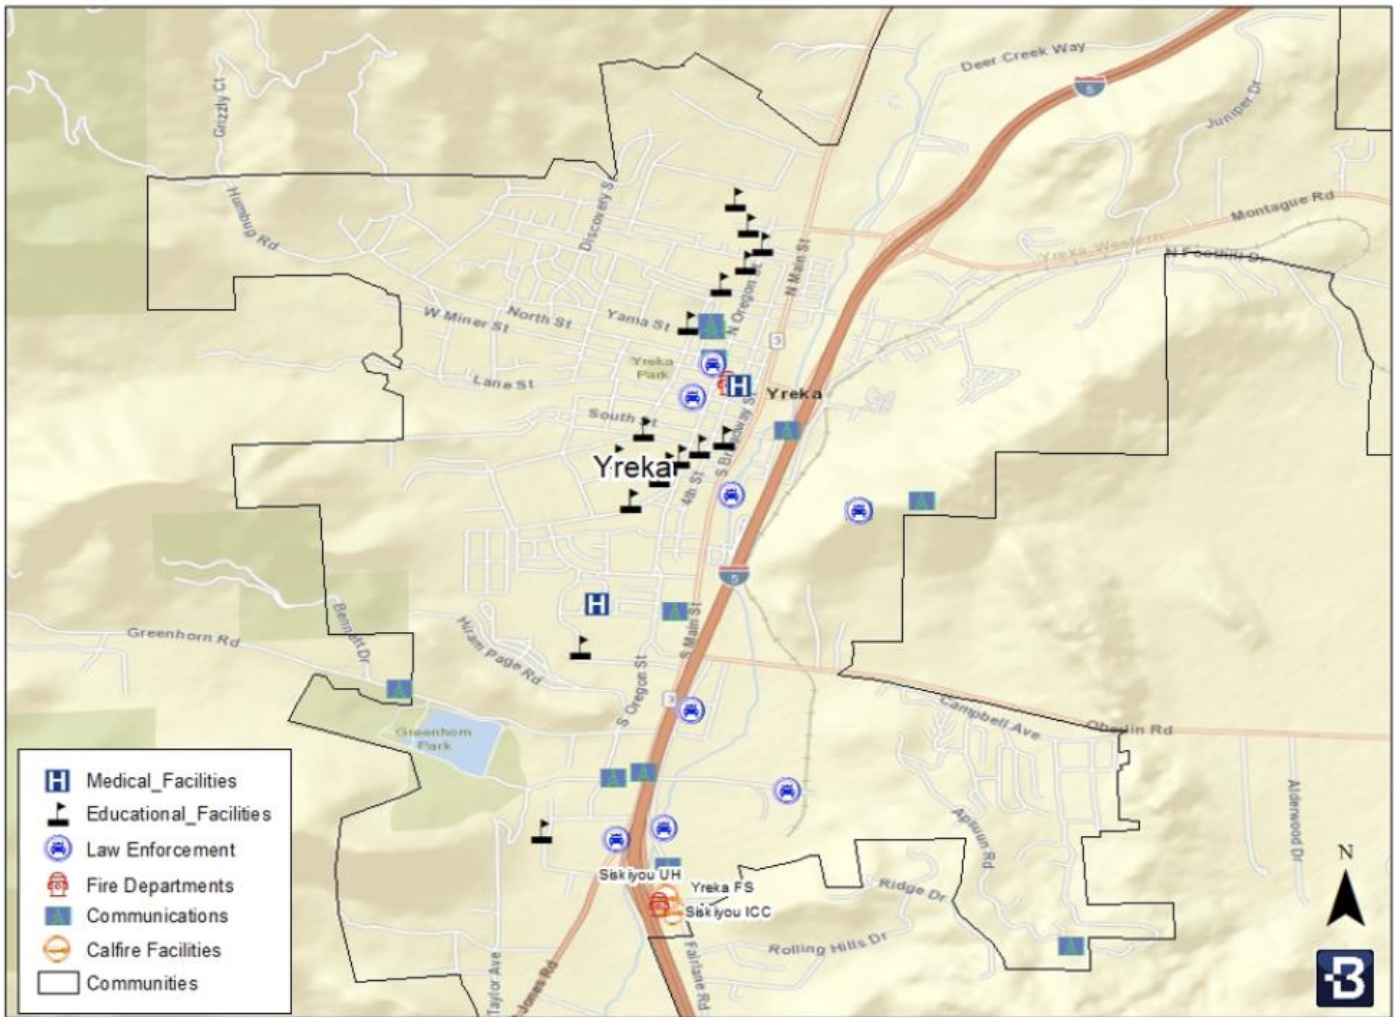 Deer Creek Way
5
Grizzly Ct
Juniper Dr
Humbug Rd
Discovery S
Montague Rd
Yreka Western
N Foothill Dr
N Main St
N Oregon St
W Miner St
North St
Yama St
3
Yreka
Park
Lane St
H
Yreka
South St
S Broadway St
Yreka
4th St
5
H
Bennett Dr
Greenhorn Rd
Hiram Page Rd
S Main St
S Oregon St
3
Campbell Ave
Oberlin Rd
Greenhorn
Park
Alderwood Dr
Apsuun Rd
Siskiyou UH
Yreka FS
Siskiyou ICC
Ridge Dr
Rolling Hills Dr
Fairlane Rd
Taylor Ave
Jones Rd
H Medical_Facilities
Educational_Facilities
Law Enforcement
Fire Departments
A Communications
Calfire Facilities
Communities
N
B